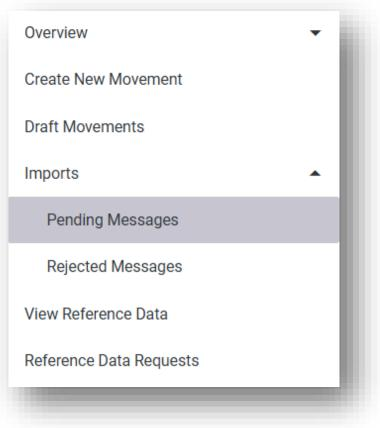 Overview
Create New Movement
Draft Movements
Imports
Pending Messages
Rejected Messages
View Reference Data
Reference Data Requests